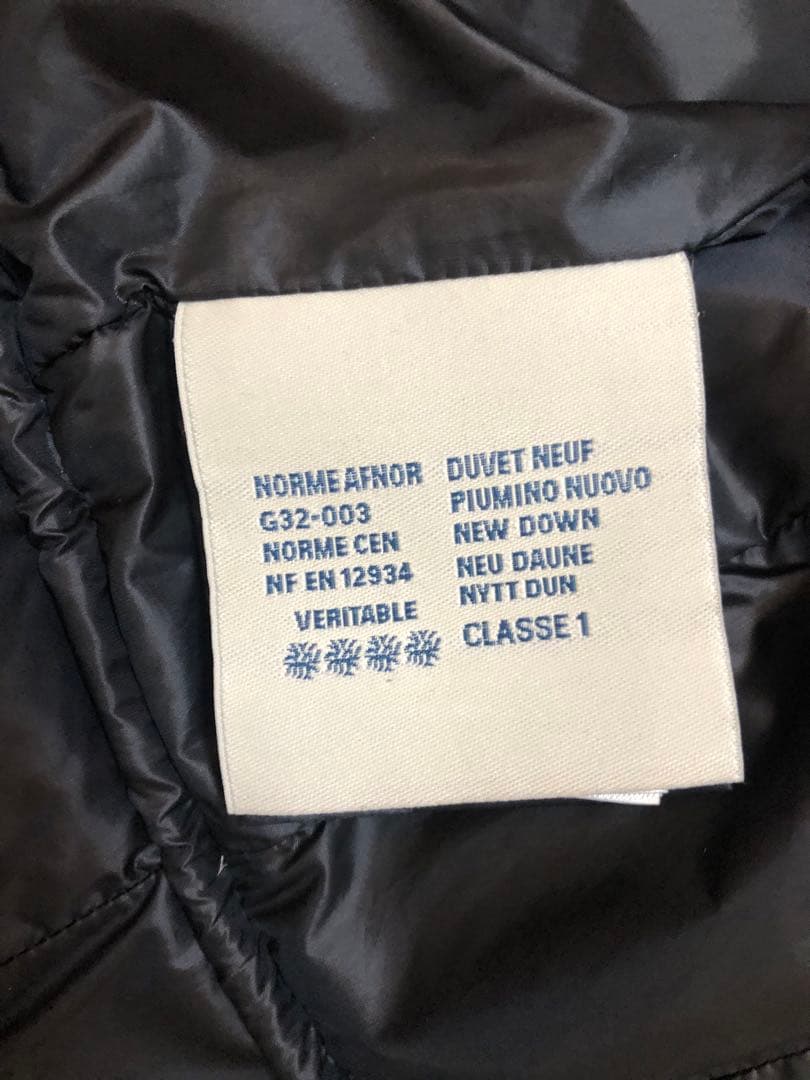 NORME AFNOR
G32-003
NORME CEN
NF EN 12934
VERITABLE
DUVET NEUF
PIUMINO NUOVO
NEW DOWN
NEU DAUNE
NYTT DUN
CLASSE 1